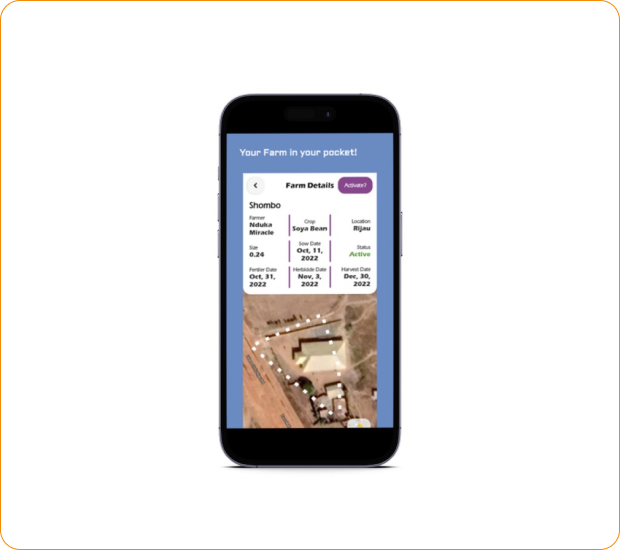 Your Farm in your pocket!
Farm Details
Activate?
Shombo
Farmer
Nduka
Miracle
Crop
Soya Bean
Location
Rijau
Size
0.24
Sow Date
Oct, 11,
2022
Status
Active
Fertlier Date
Oct, 31,
2022
Herbicide Date
Nov, 3,
2022
Harvest Date
Dec, 30,
2022